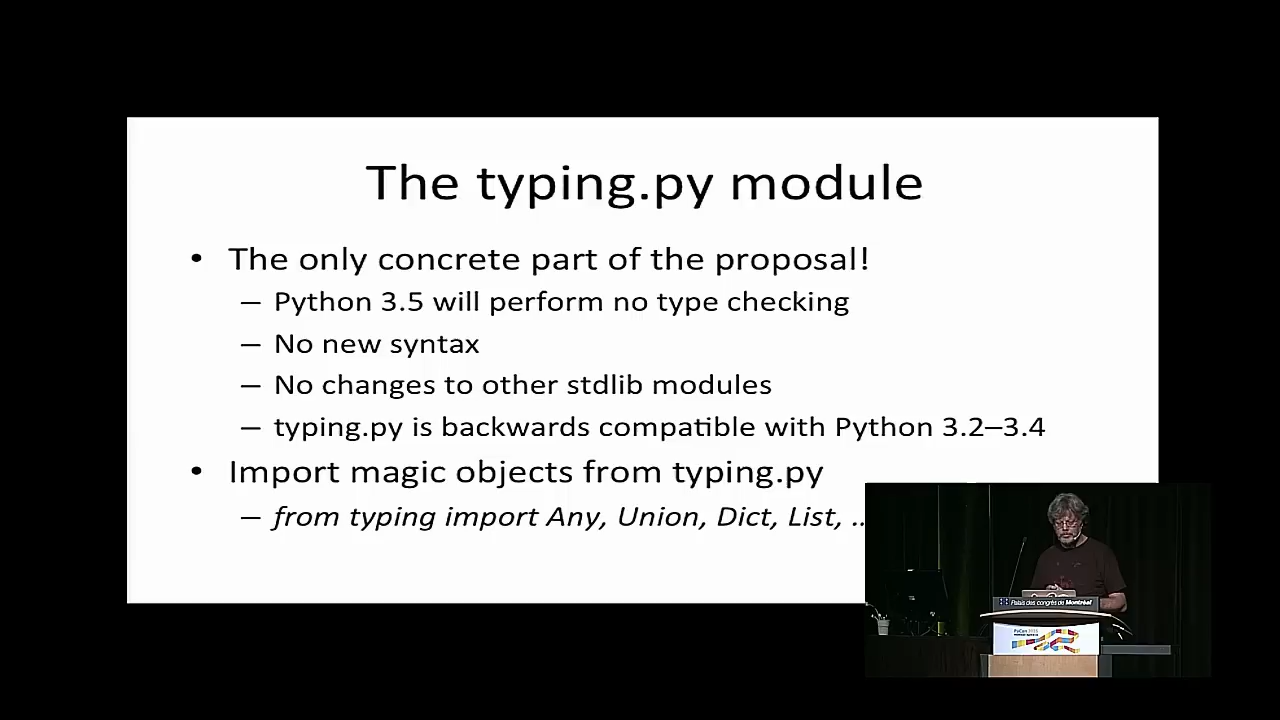 The typing.py module
• The only concrete part of the proposal!
– Python 3.5 will perform no type checking
– No new syntax
– No changes to other stdlib modules
– typing.py is backwards compatible with Python 3.2–3.4
• Import magic objects from typing.py
– from typing import Any, Union, Dict, List, ..
Palais des congrès de Montréal
PyCon 2015